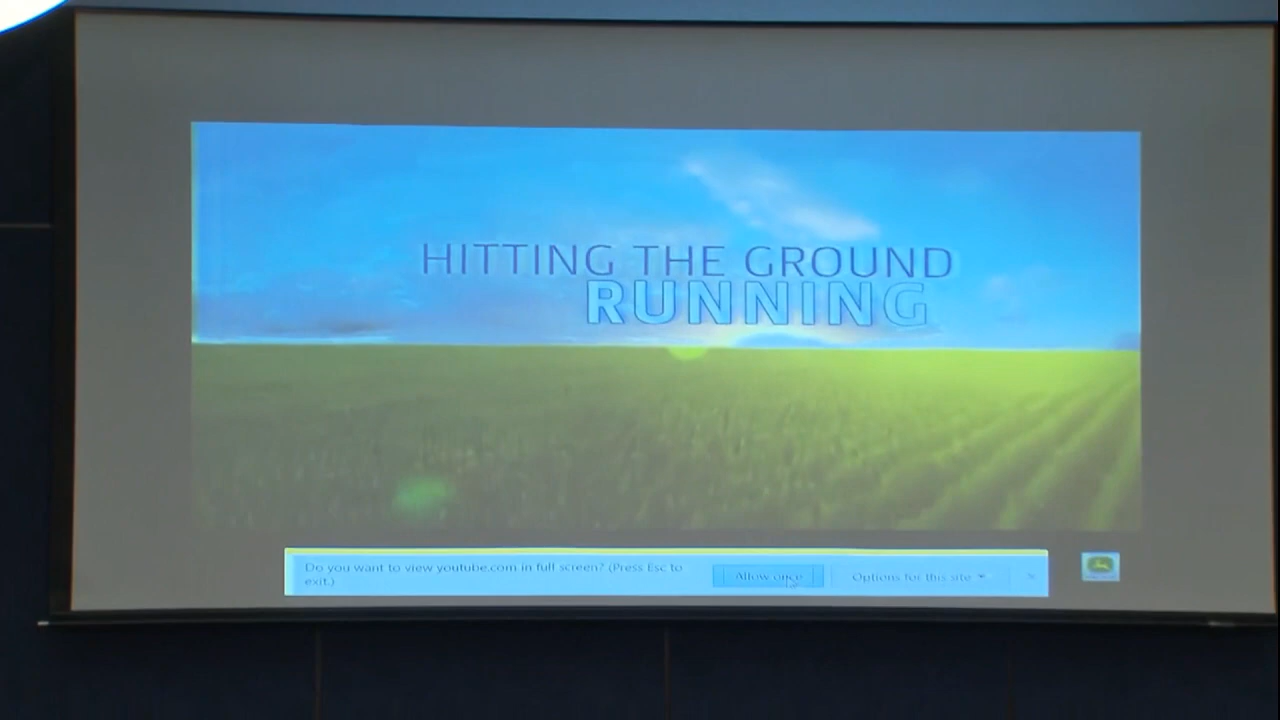 HITTING THE GROUND
RUNNING
Do you want to view youtube.com in full screen? (Press Esc to
exit.)
Allow once
Options for this site